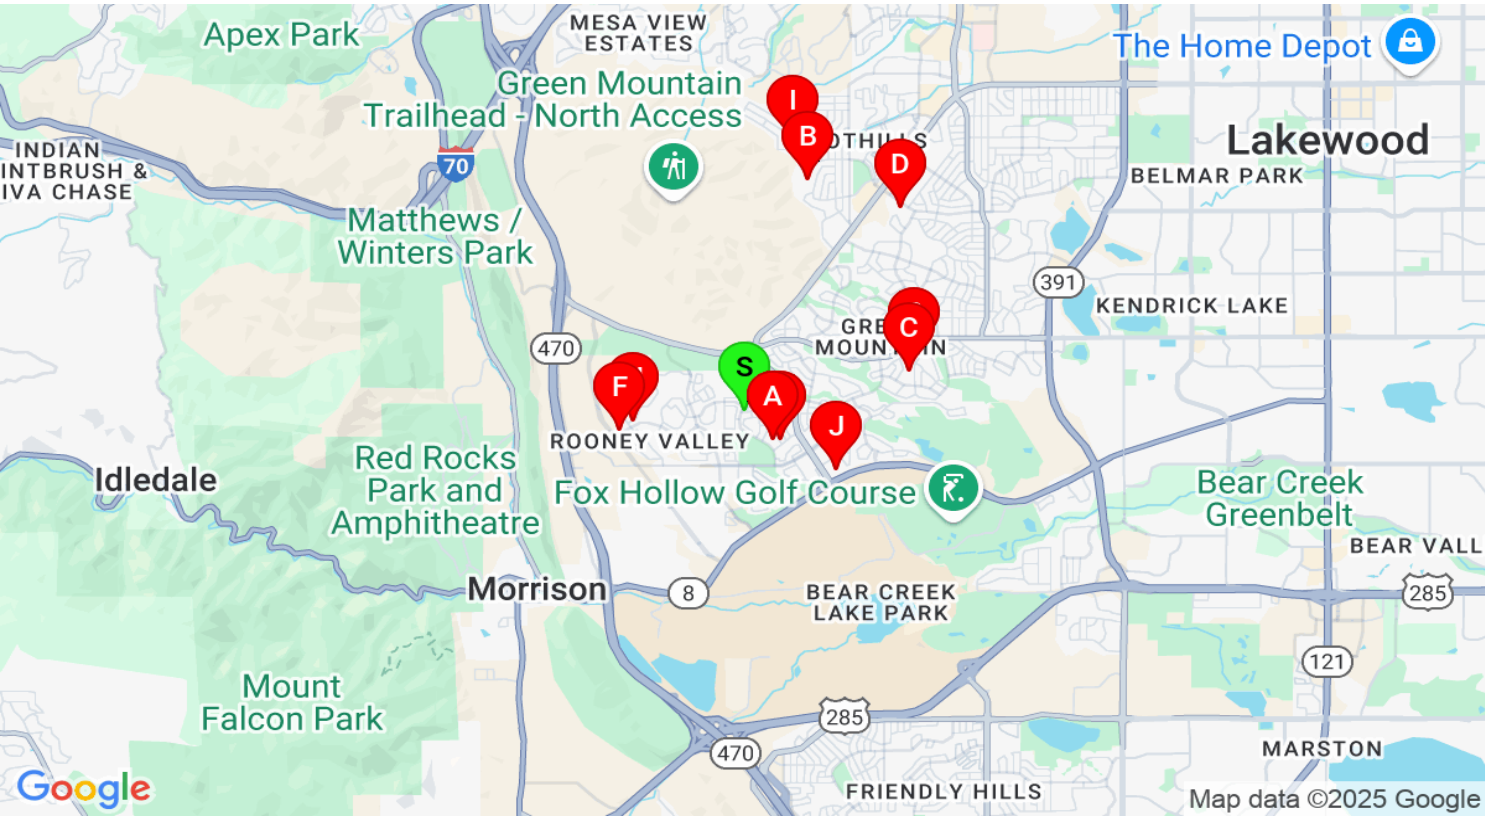 Apex Park
MESA VIEW
ESTATES
The Home Depot
Green Mountain
Trailhead - North Access
I
B
OTHILLS
D
Lakewood
BELMAR PARK
INDIAN
INTBRUSH &
IVA CHASE
70
Matthews /
Winters Park
391
KENDRICK LAKE
C
MOUNTAIN
470
S
F
A
J
ROONEY VALLEY
Idledale
Red Rocks
Park and
Amphitheatre
Fox Hollow Golf Course
Bear Creek
Greenbelt
BEAR VALL
Morrison
8
BEAR CREEK
LAKE PARK
285
121
Mount
Falcon Park
285
470
MARSTON
FRIENDLY HILLS
Google
Map data ©2025 Google